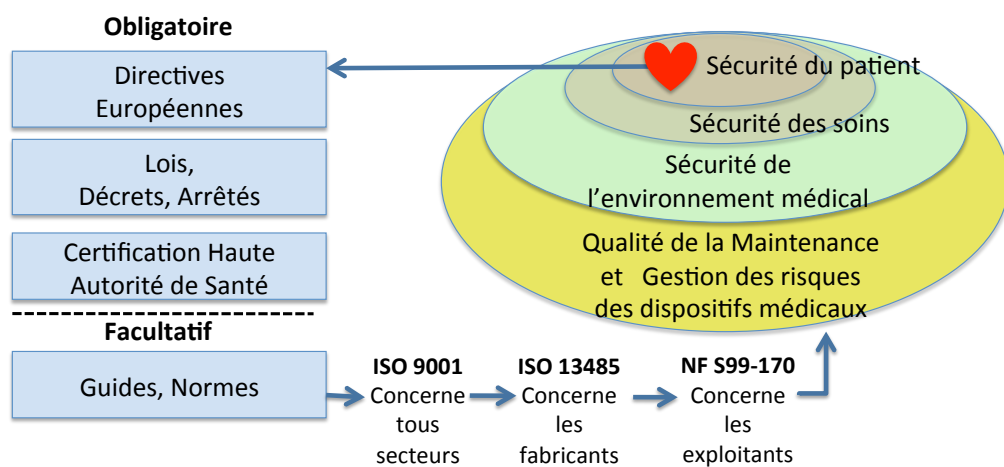 Obligatoire
Directives
Européennes
Lois,
Décrets, Arrêtés
Certification Haute
Autorité de Santé
Facultatif
Guides, Normes
Sécurité du patient
Sécurité des soins
Sécurité de
l'environnement médical
Qualité de la Maintenance
et Gestion des risques
des dispositifs médicaux
ISO 9001
Concerne
tous
secteurs
ISO 13485
Concerne
les
fabricants
NF S99-170
Concerne
les
exploitants